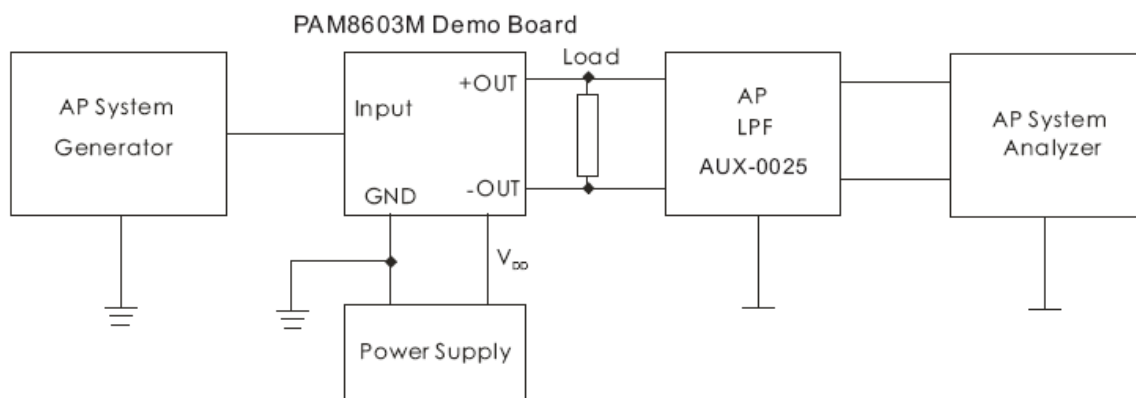 PAM8603M Demo Board
AP System
Generator
Input
+OUT
-OUT
GND
Load
AP
LPF
AUX-0025
AP System
Analyzer
VDD
Power Supply